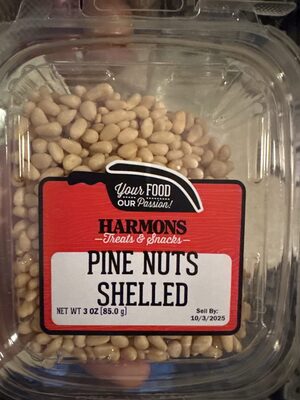 Your FOOD
OUR Passion!
HARMONS
Treats & Snacks
PINE NUTS
SHELLED
NET WT 3 OZ [85.0 g]
Sell By:
10/3/2025